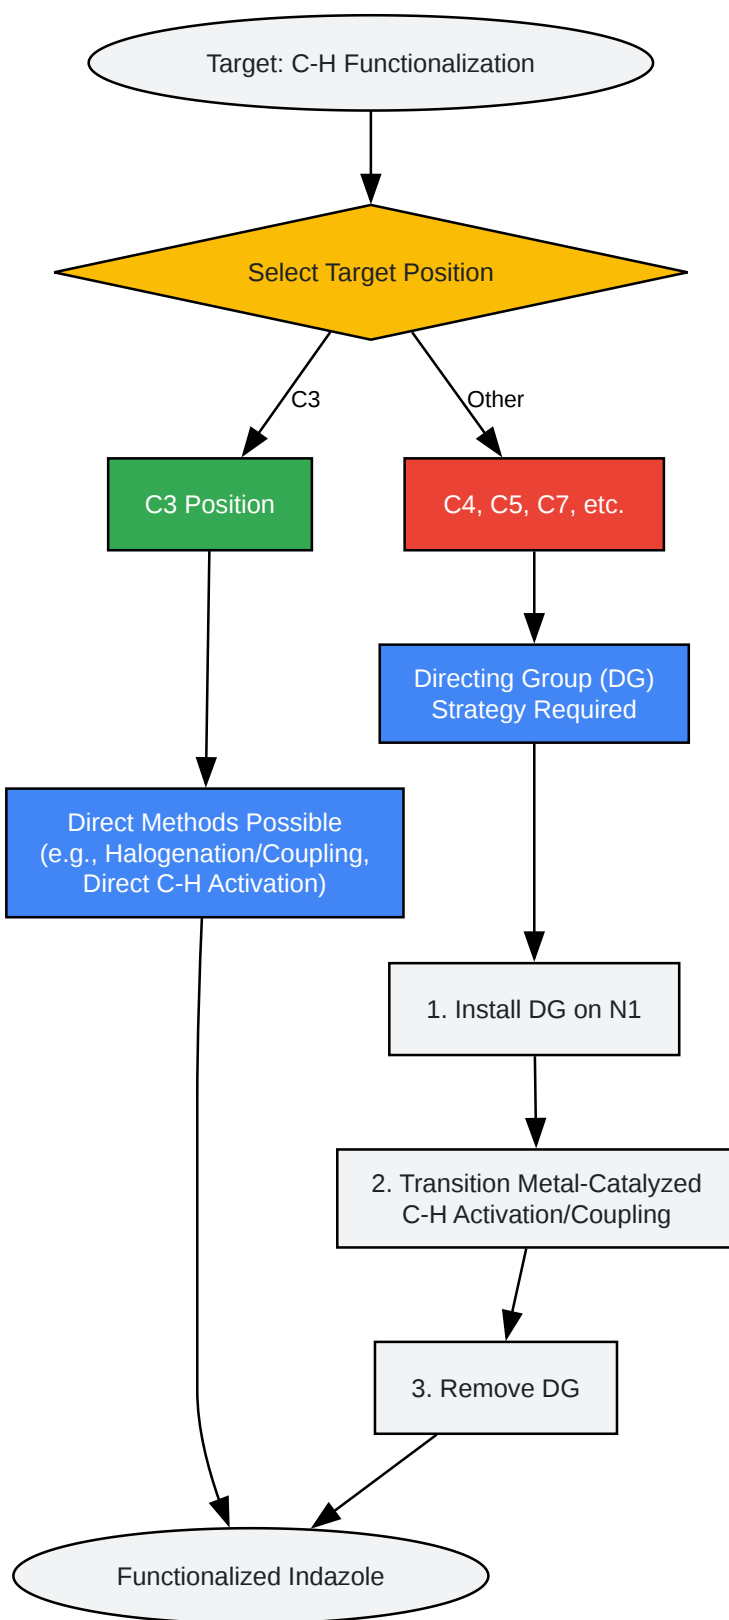 Target: C-H Functionalization
Select Target Position
C3
Other
C3 Position
C4, C5, C7, etc.
Directing Group (DG)
Strategy Required
Direct Methods Possible
(e.g., Halogenation/Coupling,
Direct C-H Activation)
1. Install DG on N1
2. Transition Metal-Catalyzed
C-H Activation/Coupling
3. Remove DG
Functionalized Indazole